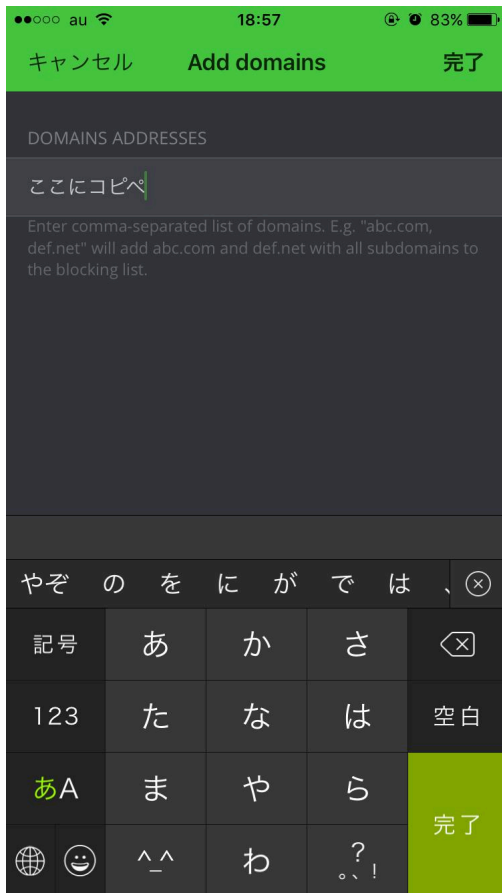 au 18:57 83%
キャンセル Add domains 完了
DOMAINS ADDRESSES
ここにコピペ
Enter comma-separated list of domains. E.g. "abc.com,
def.net" will add abc.com and def.net with all subdomains to
the blocking list.
やぞ の を に が で は 、
記号 あ か さ
123 た な は 空白
あA ま や ら 完了
^_^ わ 。、?!